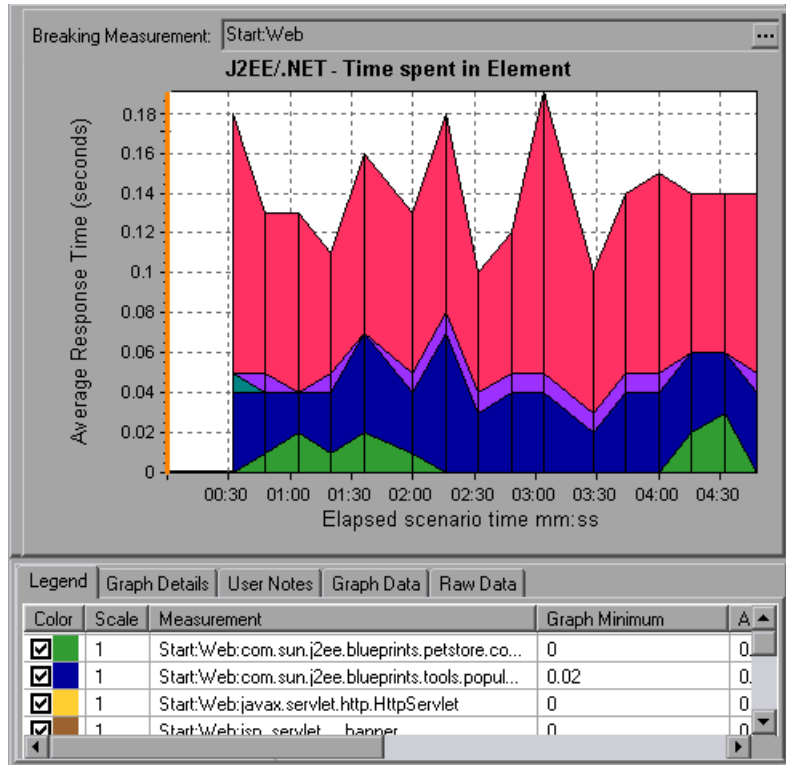 Breaking Measurement: Start:Web ...
J2EE/.NET - Time spent in Element
Average Response Time (seconds)
0.18
0.16
0.14
0.12
0.1
0.08
0.06
0.04
0.02
0
00:30 01:00 01:30 02:00 02:30 03:00 03:30 04:00 04:30
Elapsed scenario time mm:ss
Legend Graph Details User Notes Graph Data Raw Data
Color Scale Measurement Graph Minimum A
1 Start:Web:com.sun.j2ee.blueprints.petstore.co... 0 0.
1 Start:Web:com.sun.j2ee.blueprints.tools.popul... 0.02 0.
1 Start:Web:javax.servlet.http.HttpServlet 0 0.
1 0